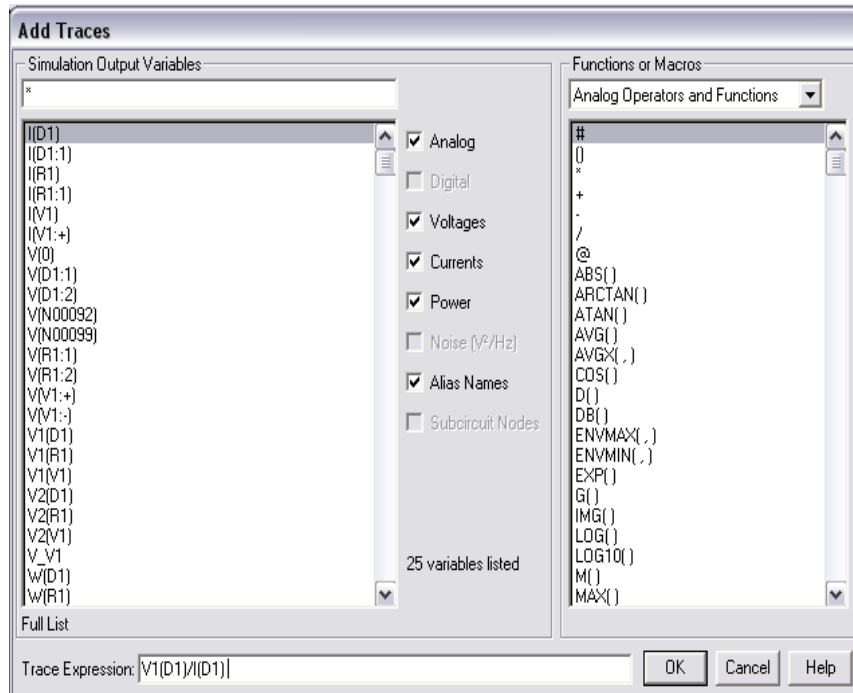 Add Traces
Simulation Output Variables
*
I(D1)
I(D1:1)
I(R1)
I(R1:1)
I(V1)
I(V1:+)
V(0)
V(D1:1)
V(D1:2)
V(N00092)
V(N00099)
V(R1:1)
V(R1:2)
V(V1:+)
V(V1:-)
V1(D1)
V1(R1)
V1(V1)
V2(D1)
V2(R1)
V2(V1)
V_V1
W(D1)
W(R1)
Full List
Analog
Digital
Voltages
Currents
Power
Noise (V²/Hz)
Alias Names
Subcircuit Nodes
25 variables listed
Functions or Macros
Analog Operators and Functions
#
()
*
+
-
/
@
ABS( )
ARCTAN( )
ATAN( )
AVG( )
AVGX( , )
COS( )
D( )
DB( )
ENVMAX( , )
ENVMIN( , )
EXP( )
G( )
IMG( )
LOG( )
LOG10( )
M( )
MAX( )
Trace Expression: V1(D1)/I(D1)
OK Cancel Help